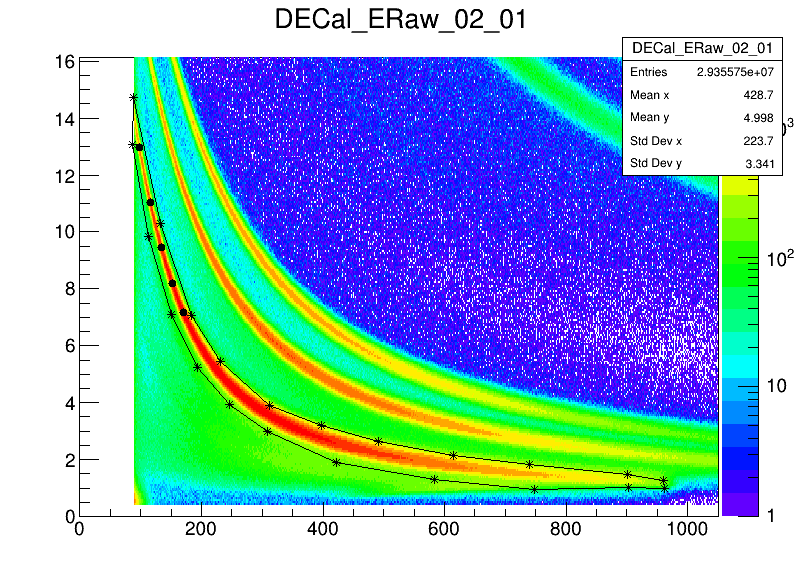 DECal_ERaw_02_01
DECal_ERaw_02_01
Entries 2.935575e+07
Mean x 428.7
Mean y 4.998
Std Dev x 223.7
Std Dev y 3.341
16
14
12
10
8
6
4
2
0
0 200 400 600 800 1000
10²
10
1